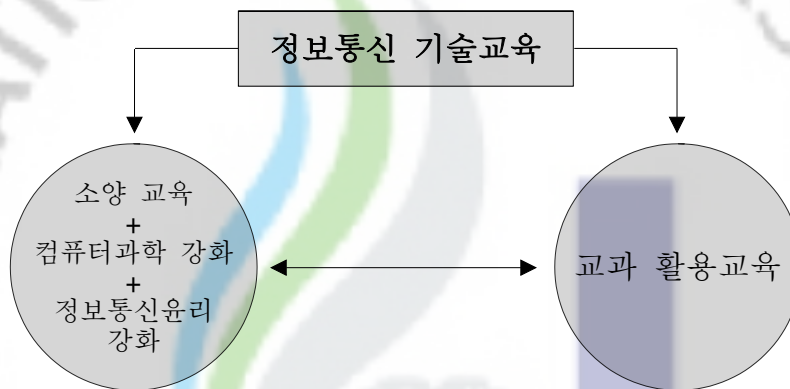 정보통신 기술교육
소양 교육
+
컴퓨터과학 강화
+
정보통신윤리
강화
교과 활용교육